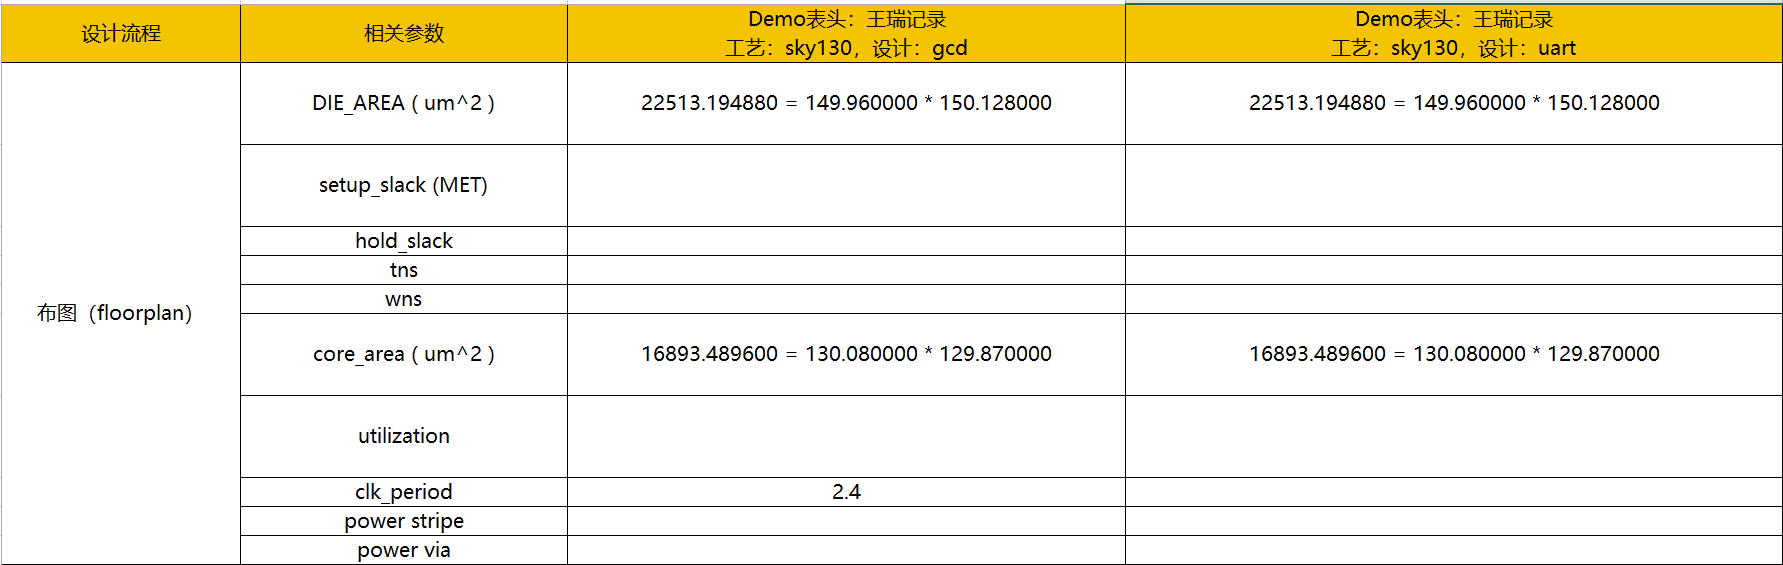 设计流程
相关参数
Demo表头：王瑞记录
工艺：sky130，设计：gcd
Demo表头：王瑞记录
工艺：sky130，设计：uart
布图（floorplan）
DIE_AREA ( um^2 )
22513.194880 = 149.960000 * 150.128000
22513.194880 = 149.960000 * 150.128000
setup_slack (MET)
hold_slack
tns
wns
core_area ( um^2 )
16893.489600 = 130.080000 * 129.870000
16893.489600 = 130.080000 * 129.870000
utilization
clk_period
2.4
power stripe
power via